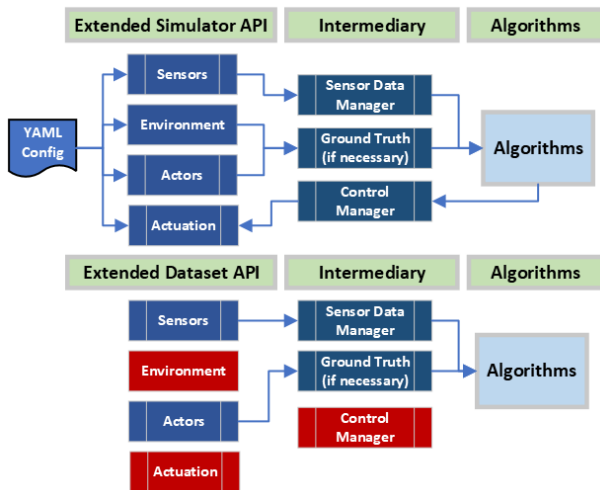 Extended Simulator API
Intermediary
Algorithms
YAML
Config
Sensors
Environment
Actors
Actuation
Sensor Data
Manager
Ground Truth
(if necessary)
Control
Manager
Algorithms
Extended Dataset API
Intermediary
Algorithms
Sensors
Environment
Actors
Actuation
Sensor Data
Manager
Ground Truth
(if necessary)
Control
Manager
Algorithms